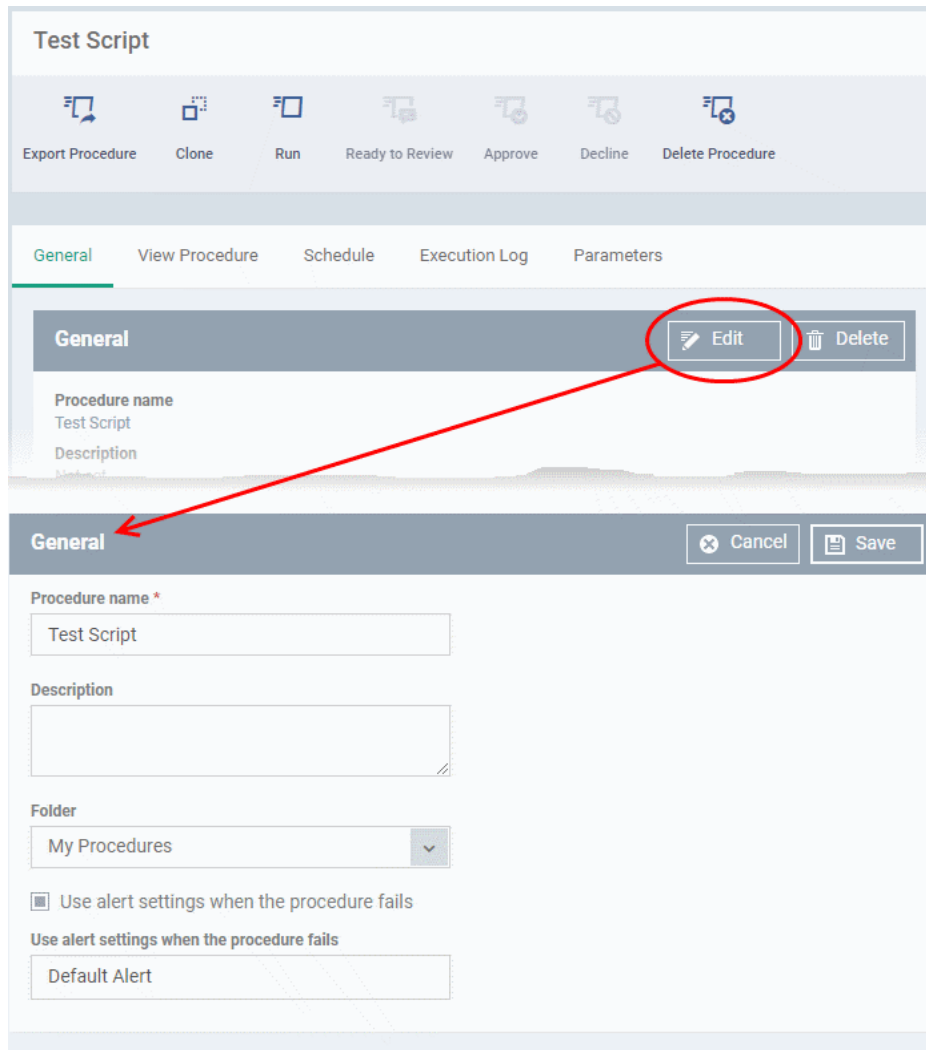 Test Script
Export Procedure
Clone
Run
Ready to Review
Approve
Decline
Delete Procedure
General
View Procedure
Schedule
Execution Log
Parameters
General
Edit
Delete
Procedure name
Test Script
Description
General
Cancel
Save
Procedure name *
Test Script
Description
Folder
My Procedures
Use alert settings when the procedure fails
Use alert settings when the procedure fails
Default Alert